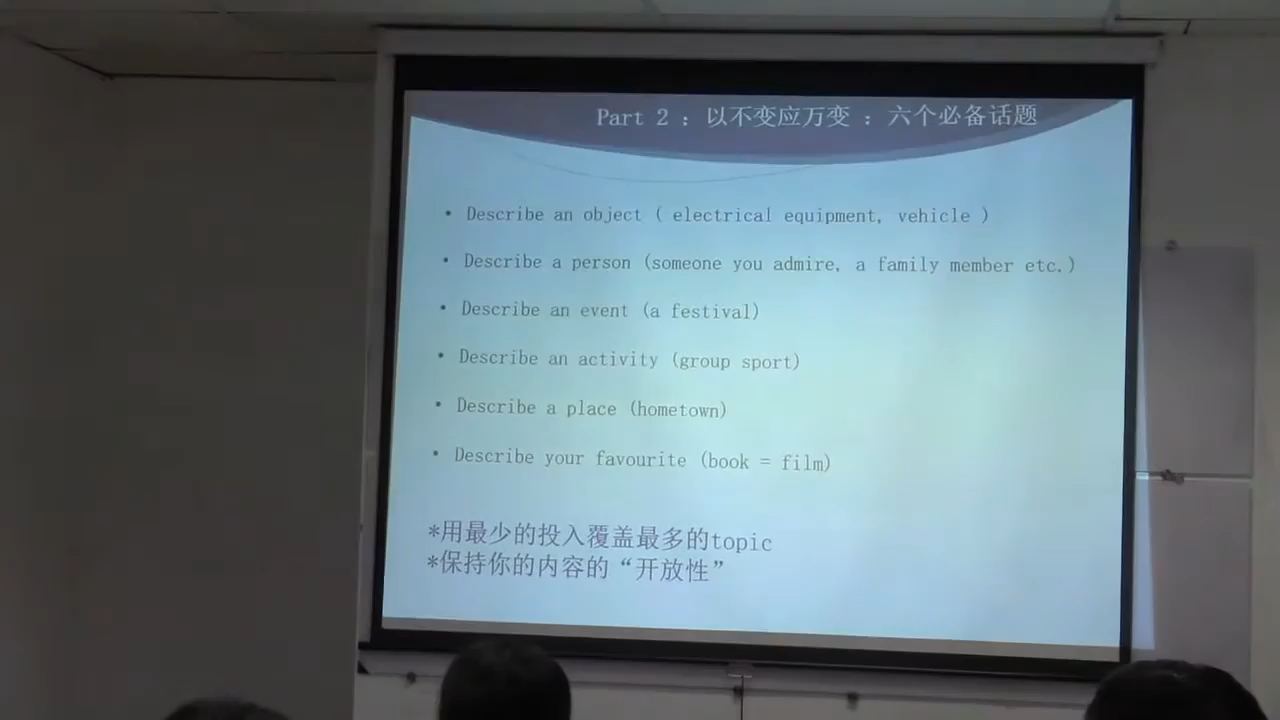 Part 2 : 以不变应万变 : 六个必备话题
• Describe an object ( electrical equipment, vehicle )
• Describe a person (someone you admire, a family member etc.)
• Describe an event (a festival)
• Describe an activity (group sport)
• Describe a place (hometown)
• Describe your favourite (book = film)
*用最少的投入覆盖最多的topic
*保持你的内容的“开放性”